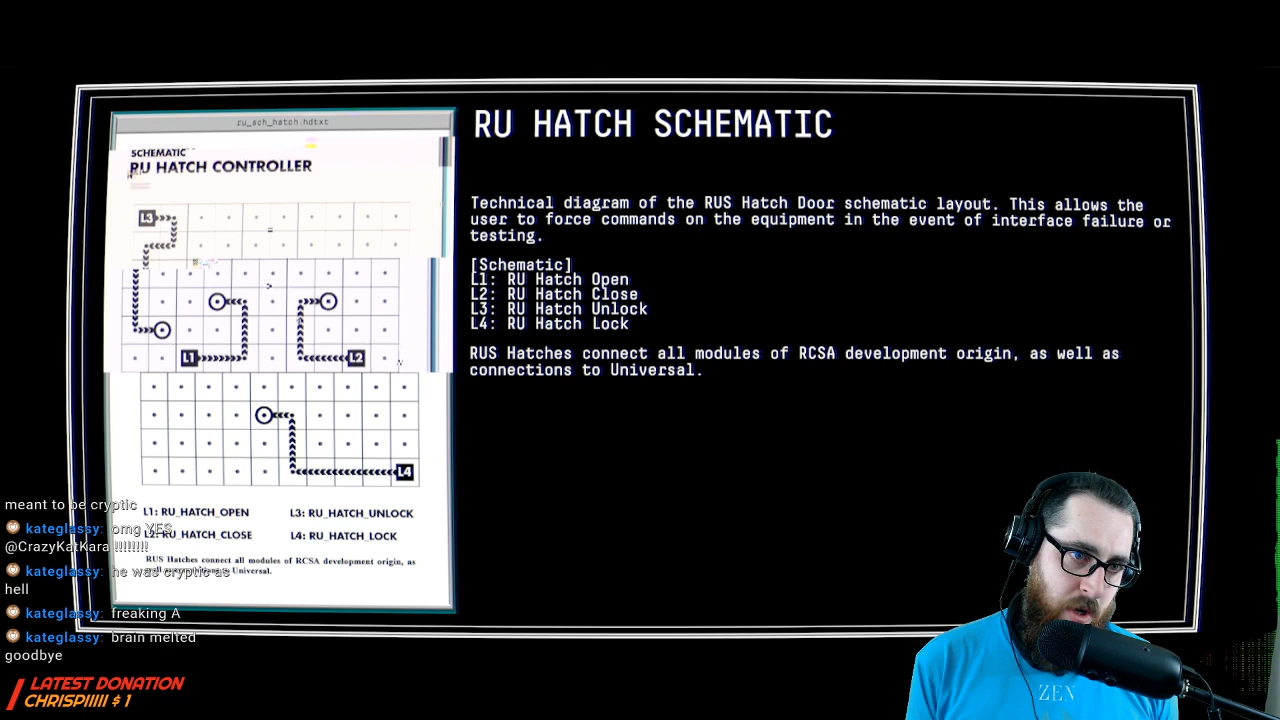 ru_sch_hatch.hdtxt
SCHEMATIC
RU HATCH CONTROLLER
L3
L1
L2
L4
L1: RU_HATCH_OPEN
L3: RU_HATCH_UNLOCK
L2: RU_HATCH_CLOSE
L4: RU_HATCH_LOCK
RUS Hatches connect all modules of RCSA development origin, as
Universal.
RU HATCH SCHEMATIC
Technical diagram of the RUS Hatch Door schematic layout. This allows the
user to force commands on the equipment in the event of interface failure or
testing.
[Schematic]
L1: RU Hatch Open
L2: RU Hatch Close
L3: RU Hatch Unlock
L4: RU Hatch Lock
RUS Hatches connect all modules of RCSA development origin, as well as
connections to Universal.
meant to be cryptic
kateglassy: omg YES
@CrazyKatKara !!!!!!!!
kateglassy: he was cryptic as
hell
kateglassy: freaking A
kateglassy: brain melted
goodbye
LATEST DONATION
CHRISPIIIII $1
ZEN